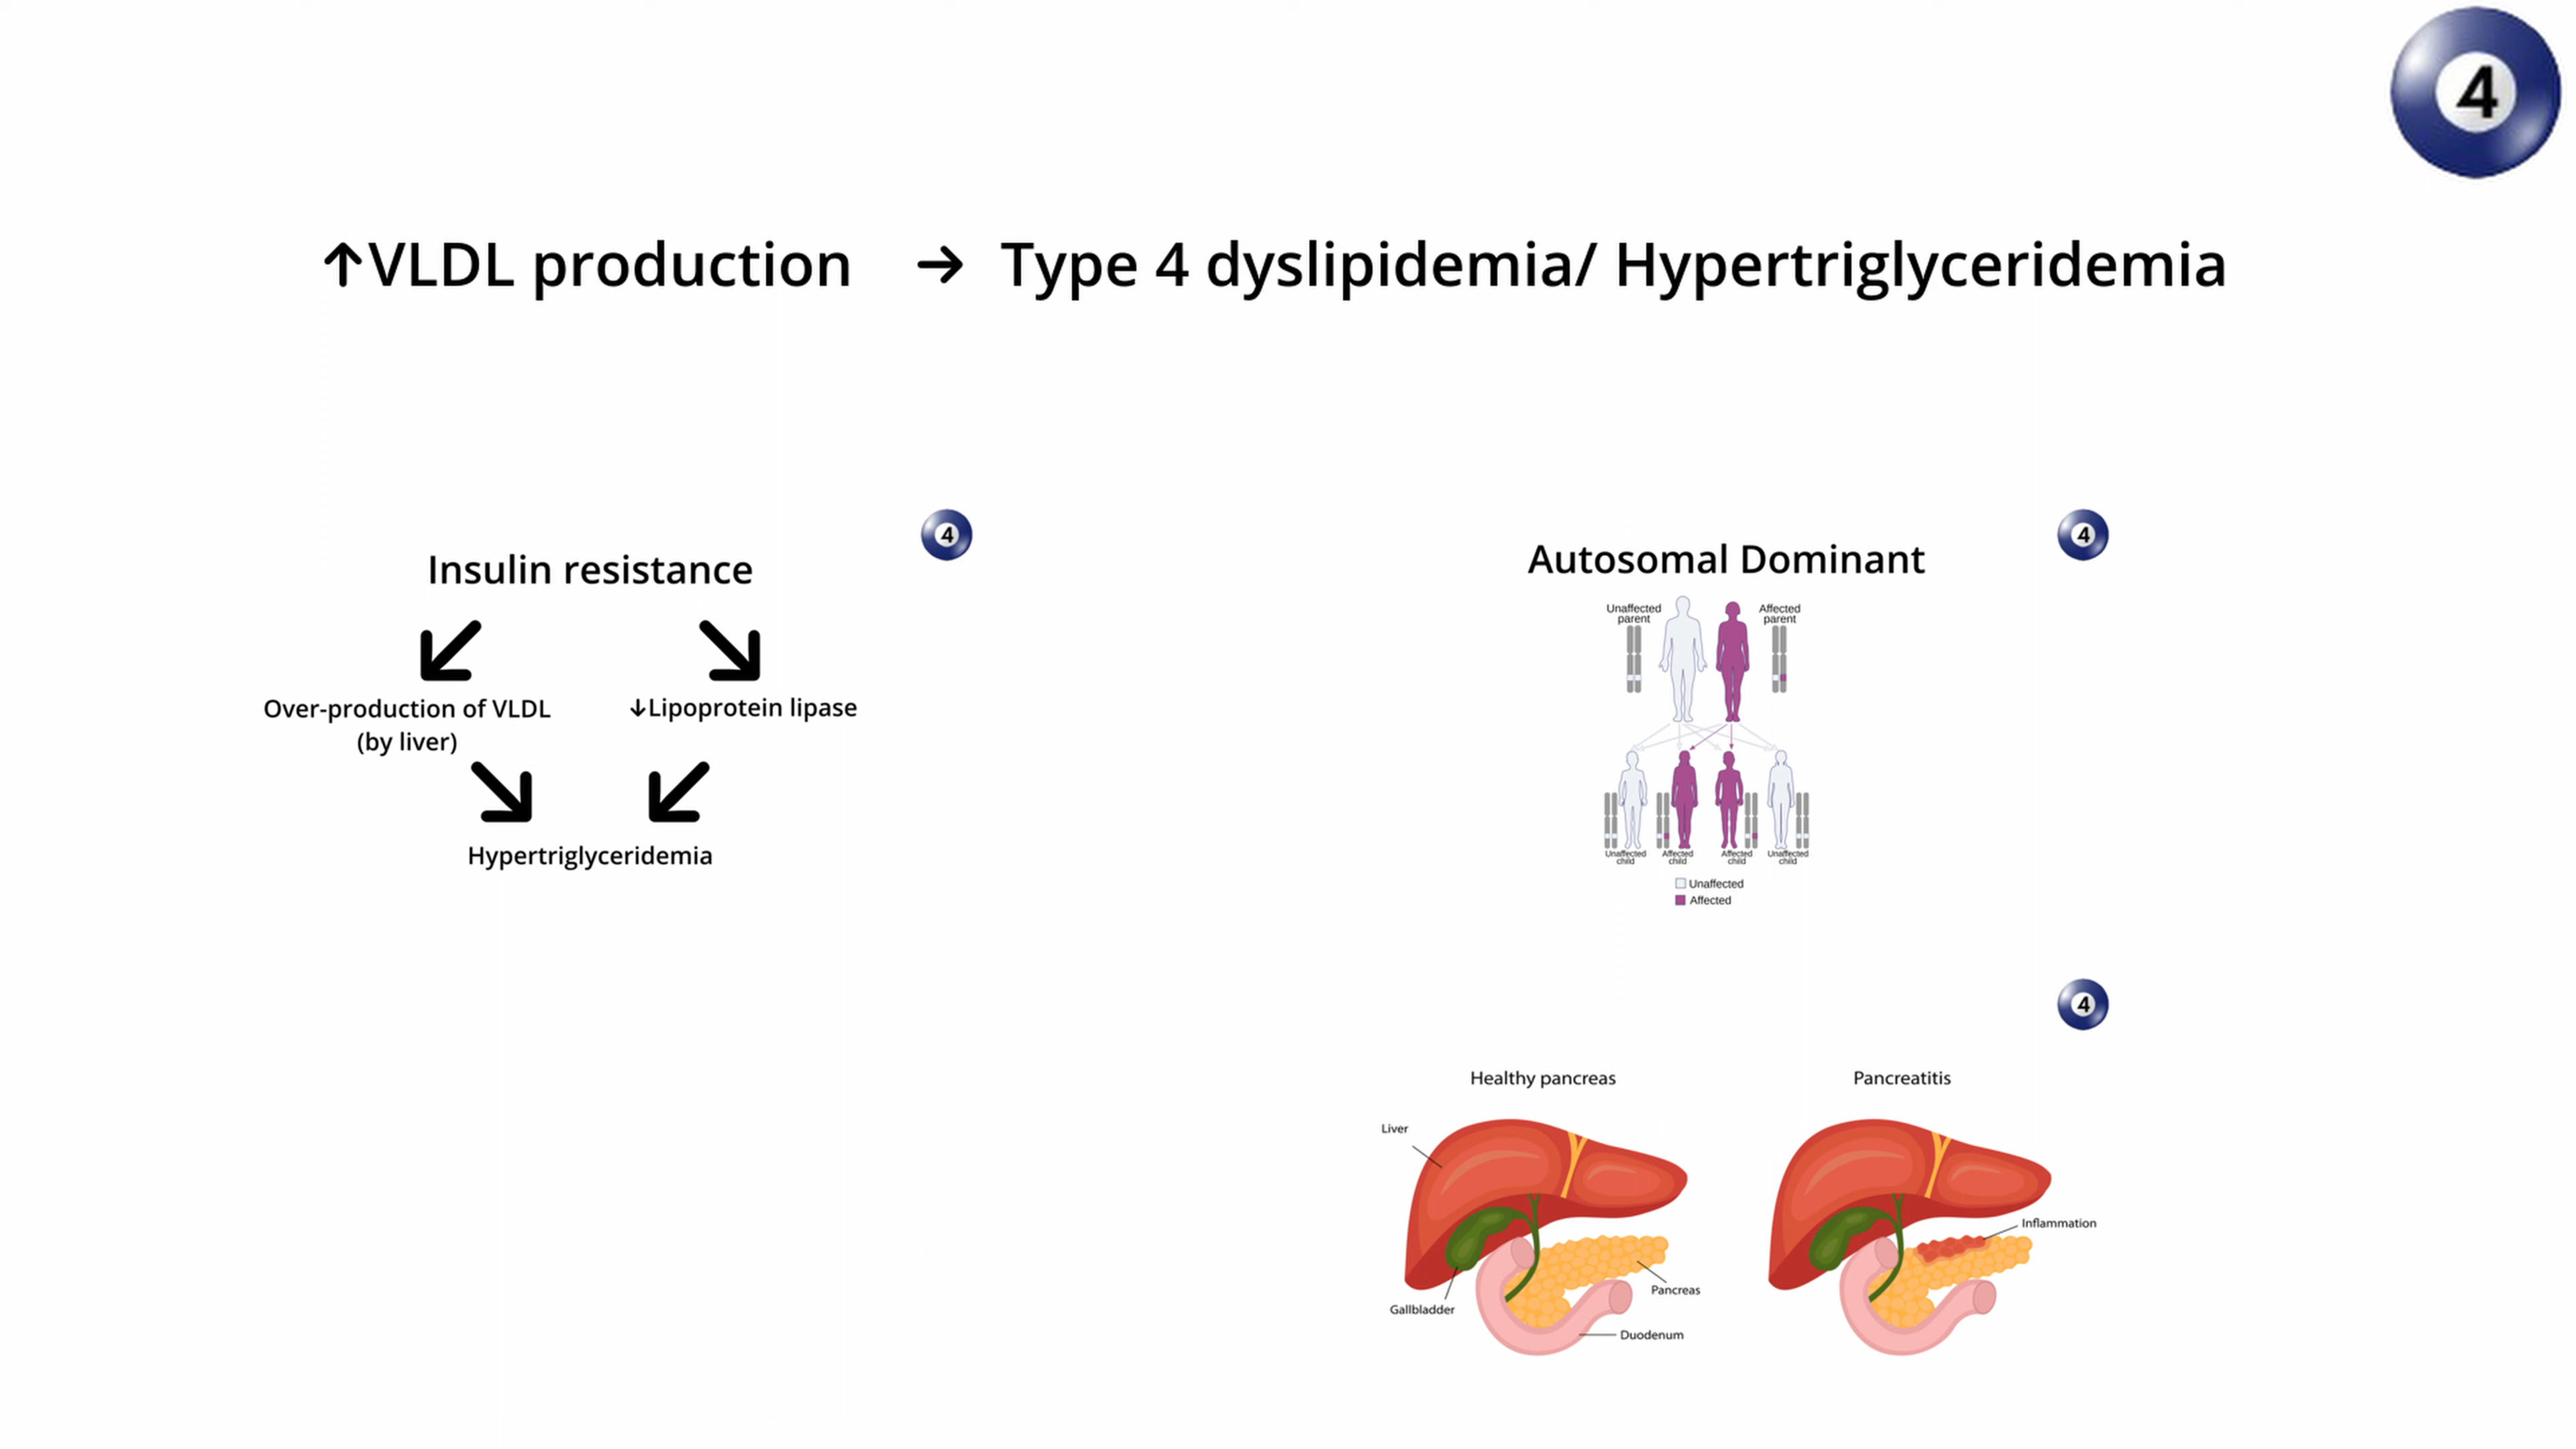 4
↑VLDL production → Type 4 dyslipidemia/ Hypertriglyceridemia
4
Insulin resistance
Over-production of VLDL
(by liver)
↓Lipoprotein lipase
Hypertriglyceridemia
4
Autosomal Dominant
Unaffected
parent
Affected
parent
Unaffected
child
Affected
child
Affected
child
Unaffected
child
Unaffected
Affected
4
Healthy pancreas
Liver
Gallbladder
Pancreas
Duodenum
Pancreatitis
Inflammation